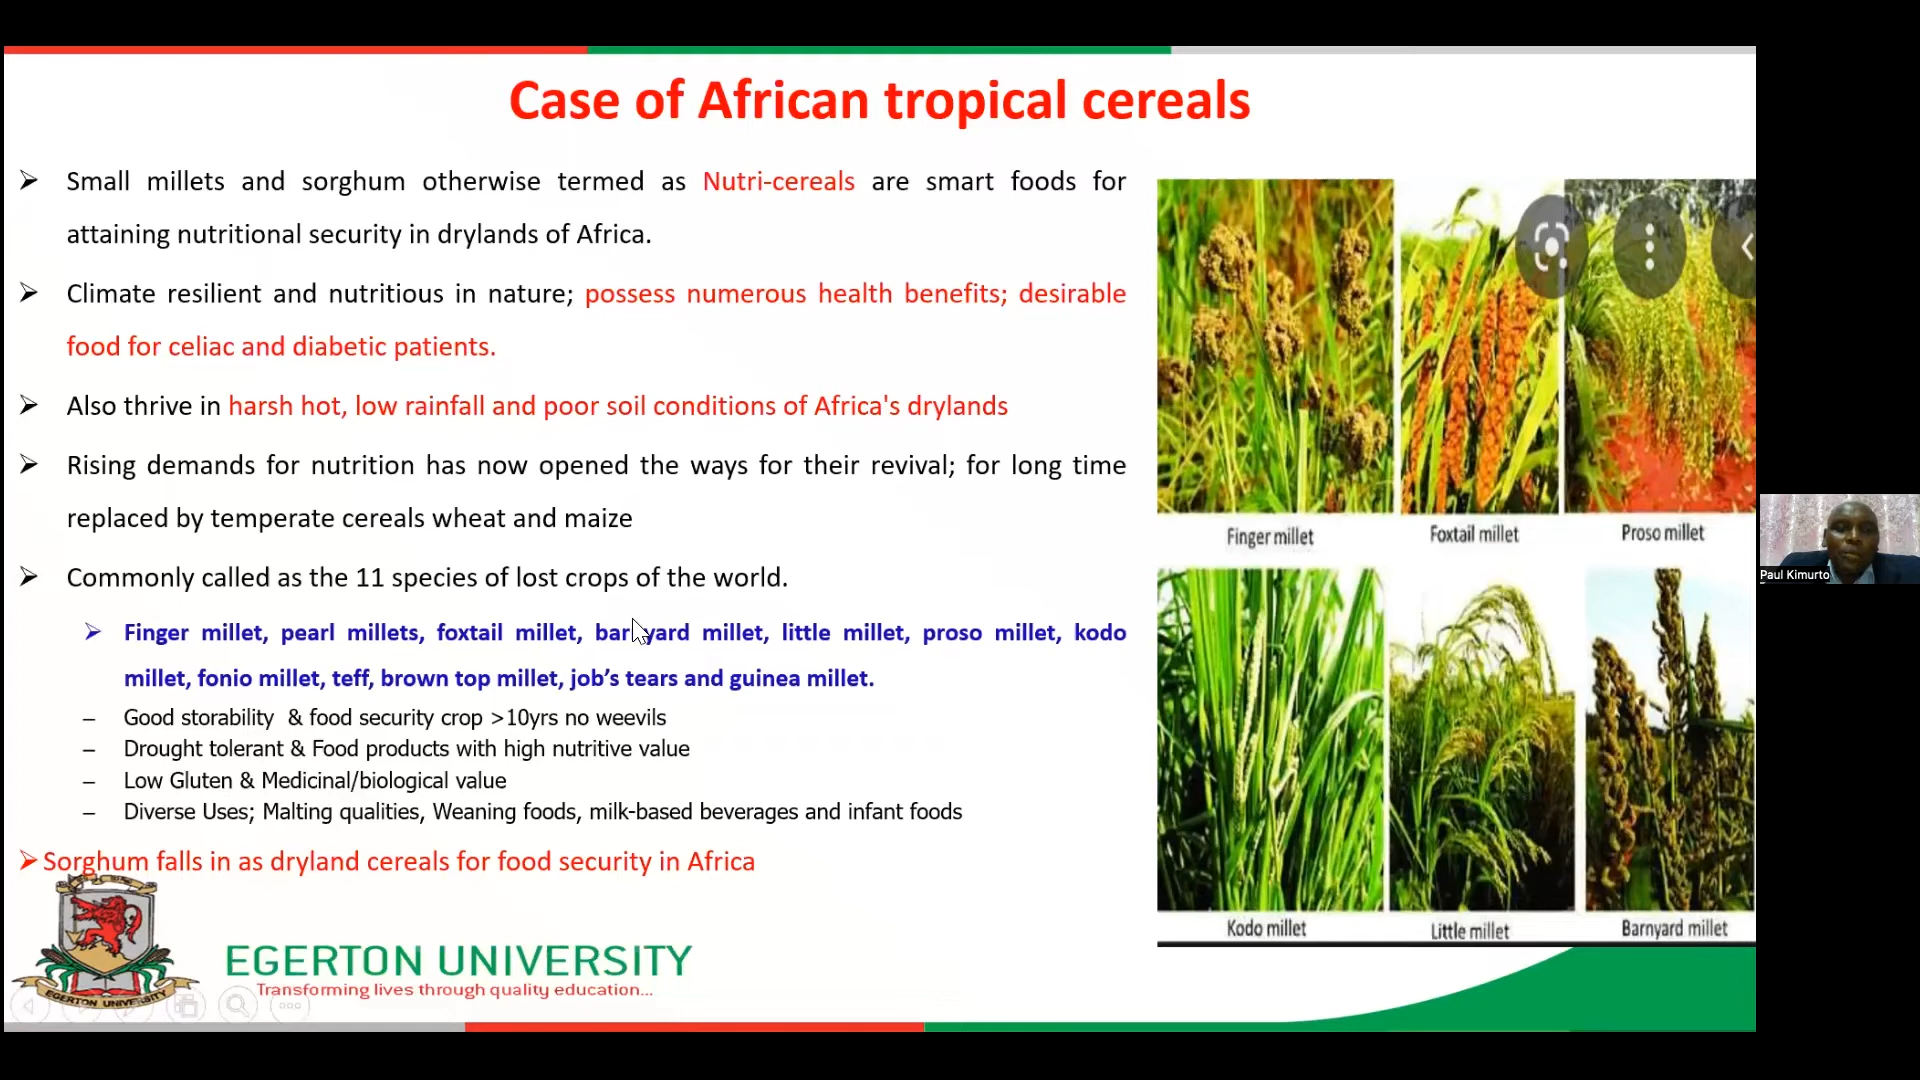 Case of African tropical cereals
Small millets and sorghum otherwise termed as Nutri-cereals are smart foods for
attaining nutritional security in drylands of Africa.
Climate resilient and nutritious in nature; possess numerous health benefits; desirable
food for celiac and diabetic patients.
Also thrive in harsh hot, low rainfall and poor soil conditions of Africa's drylands
Rising demands for nutrition has now opened the ways for their revival; for long time
replaced by temperate cereals wheat and maize
Commonly called as the 11 species of lost crops of the world.
Finger millet, pearl millets, foxtail millet, barnyard millet, little millet, proso millet, kodo
millet, fonio millet, teff, brown top millet, job’s tears and guinea millet.
– Good storability & food security crop >10yrs no weevils
– Drought tolerant & Food products with high nutritive value
– Low Gluten & Medicinal/biological value
– Diverse Uses; Malting qualities, Weaning foods, milk-based beverages and infant foods
Sorghum falls in as dryland cereals for food security in Africa
Finger millet
Foxtail millet
Proso millet
Kodo millet
Little millet
Barnyard millet
EGERTON UNIVERSITY
EGERTON UNIVERSITY
Transforming lives through quality education...
Paul Kimurto